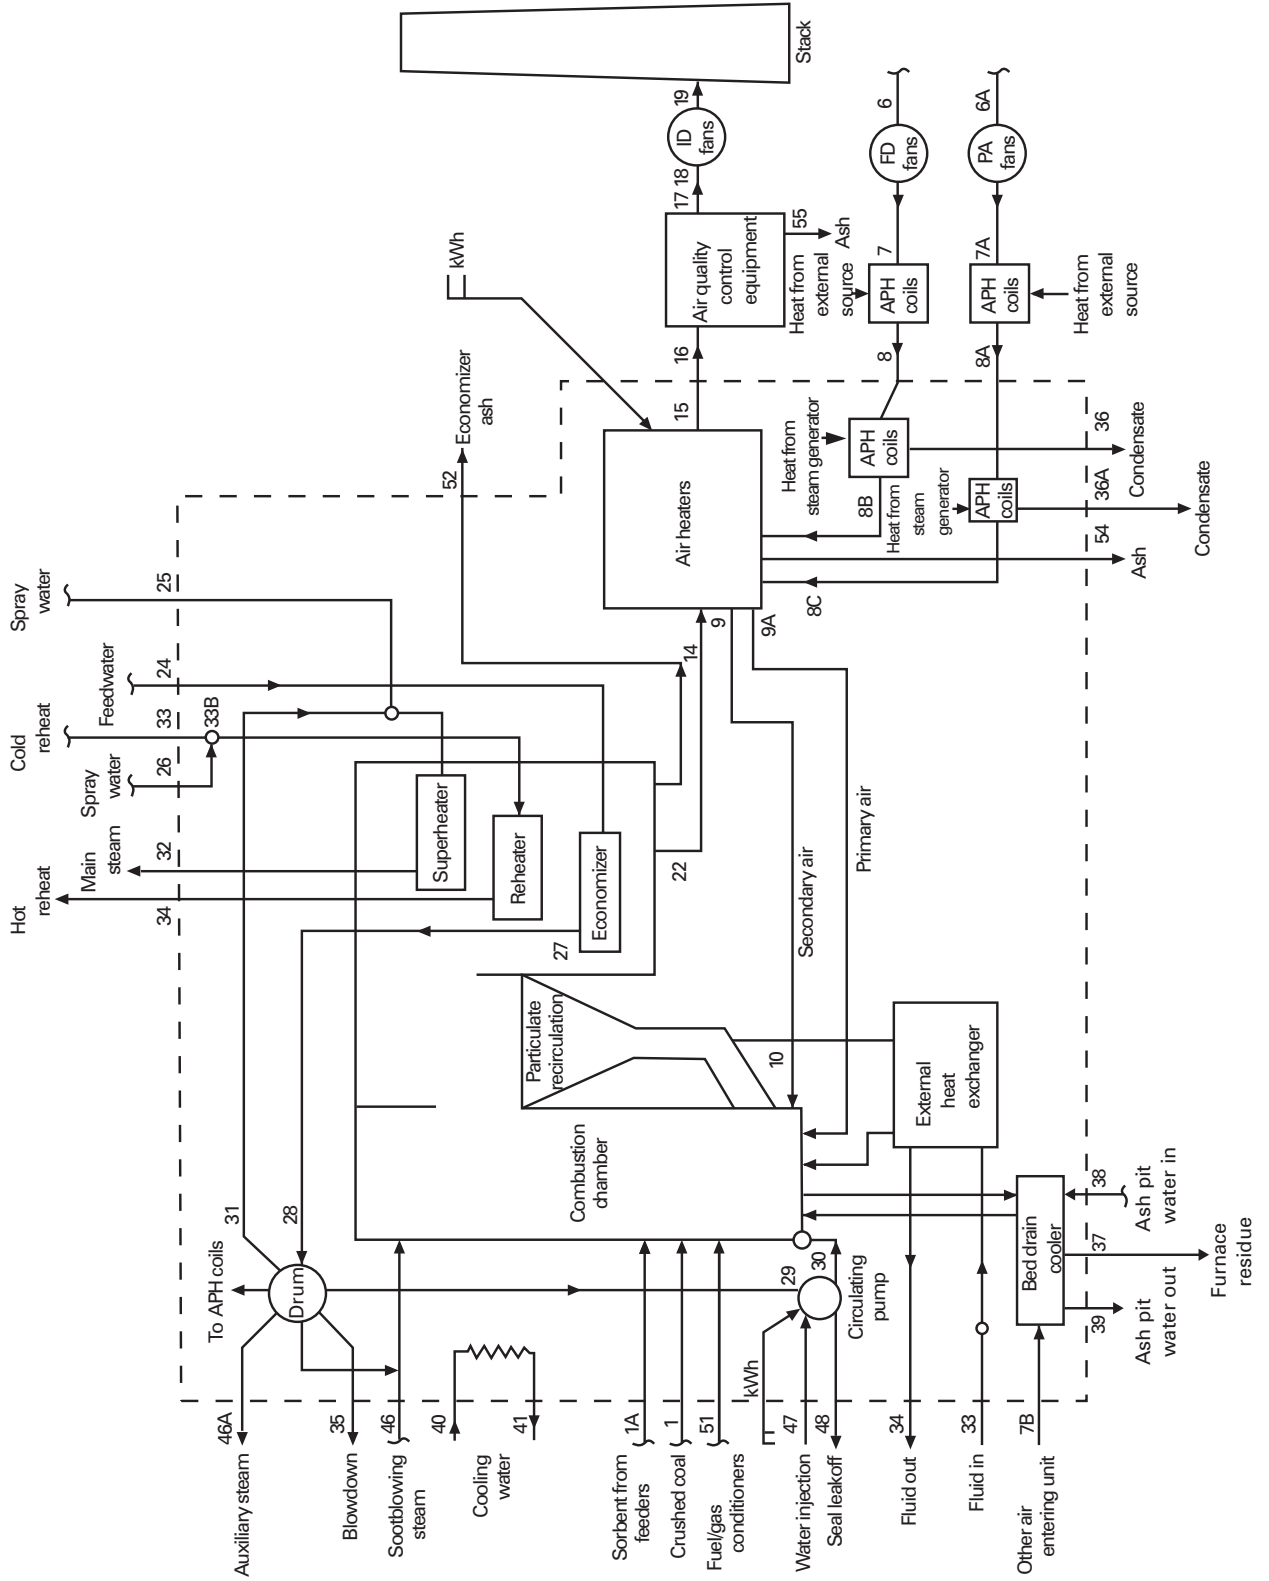 Stack
19
ID
fans
17 18
Air quality
control
equipment
55
Ash
16
15
6
FD
fans
7
Heat from
external
source
APH
coils
8
6A
PA
fans
7A
APH
coils
Heat from
external
source
8A
kWh
Economizer
ash
52
Air heaters
Heat from
steam generator
APH
coils
8B
Heat from
steam
generator
APH
coils
36
Condensate
36A
Condensate
54
Ash
8C
9
9A
14
22
Spray
water
25
Feedwater
24
Cold
reheat
33
33B
Spray
water
26
Main
steam
32
Hot
reheat
34
Superheater
Reheater
Economizer
27
Particulate
recirculation
Secondary air
Primary air
10
External
heat
exchanger
Combustion
chamber
31
28
To APH coils
Drum
29
30
Circulating
pump
kWh
Bed drain
cooler
38
Ash pit
water in
37
Furnace
residue
39
Ash pit
water out
46A
Auxiliary steam
35
Blowdown
46
Sootblowing
steam
40
41
Cooling
water
1A
Sorbent from
feeders
1
Crushed coal
51
Fuel/gas
conditioners
47
Water injection
48
Seal leakoff
34
Fluid out
33
Fluid in
7B
Other air
entering unit